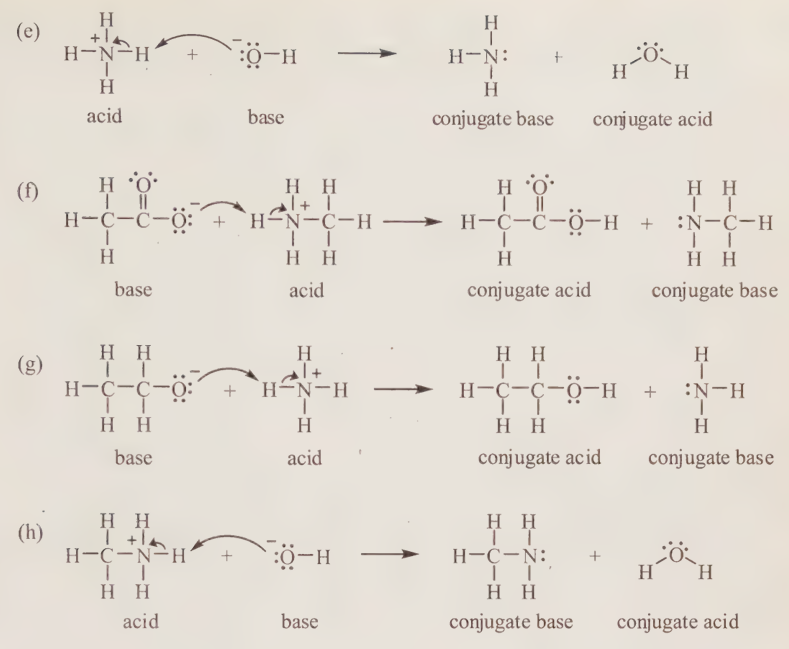 (e)
H
H–N⁺–H + ⁻:Ö–H → H–N: + H–Ö–H
H
H
H
acid base conjugate base conjugate acid
(f)
H :O: H H H :O: H H
H–C–C–O:⁻ + H–N⁺–C–H → H–C–C–O–H + :N–C–H
H H H H H H
base acid conjugate acid conjugate base
(g)
H H H H H H
H–C–C–O:⁻ + H–N⁺–H → H–C–C–O–H + :N–H
H H H H H H
base acid conjugate acid conjugate base
(h)
H H H H
H–C–N⁺–H + ⁻:O–H → H–C–N: + H–O–H
H H H H
acid base conjugate base conjugate acid